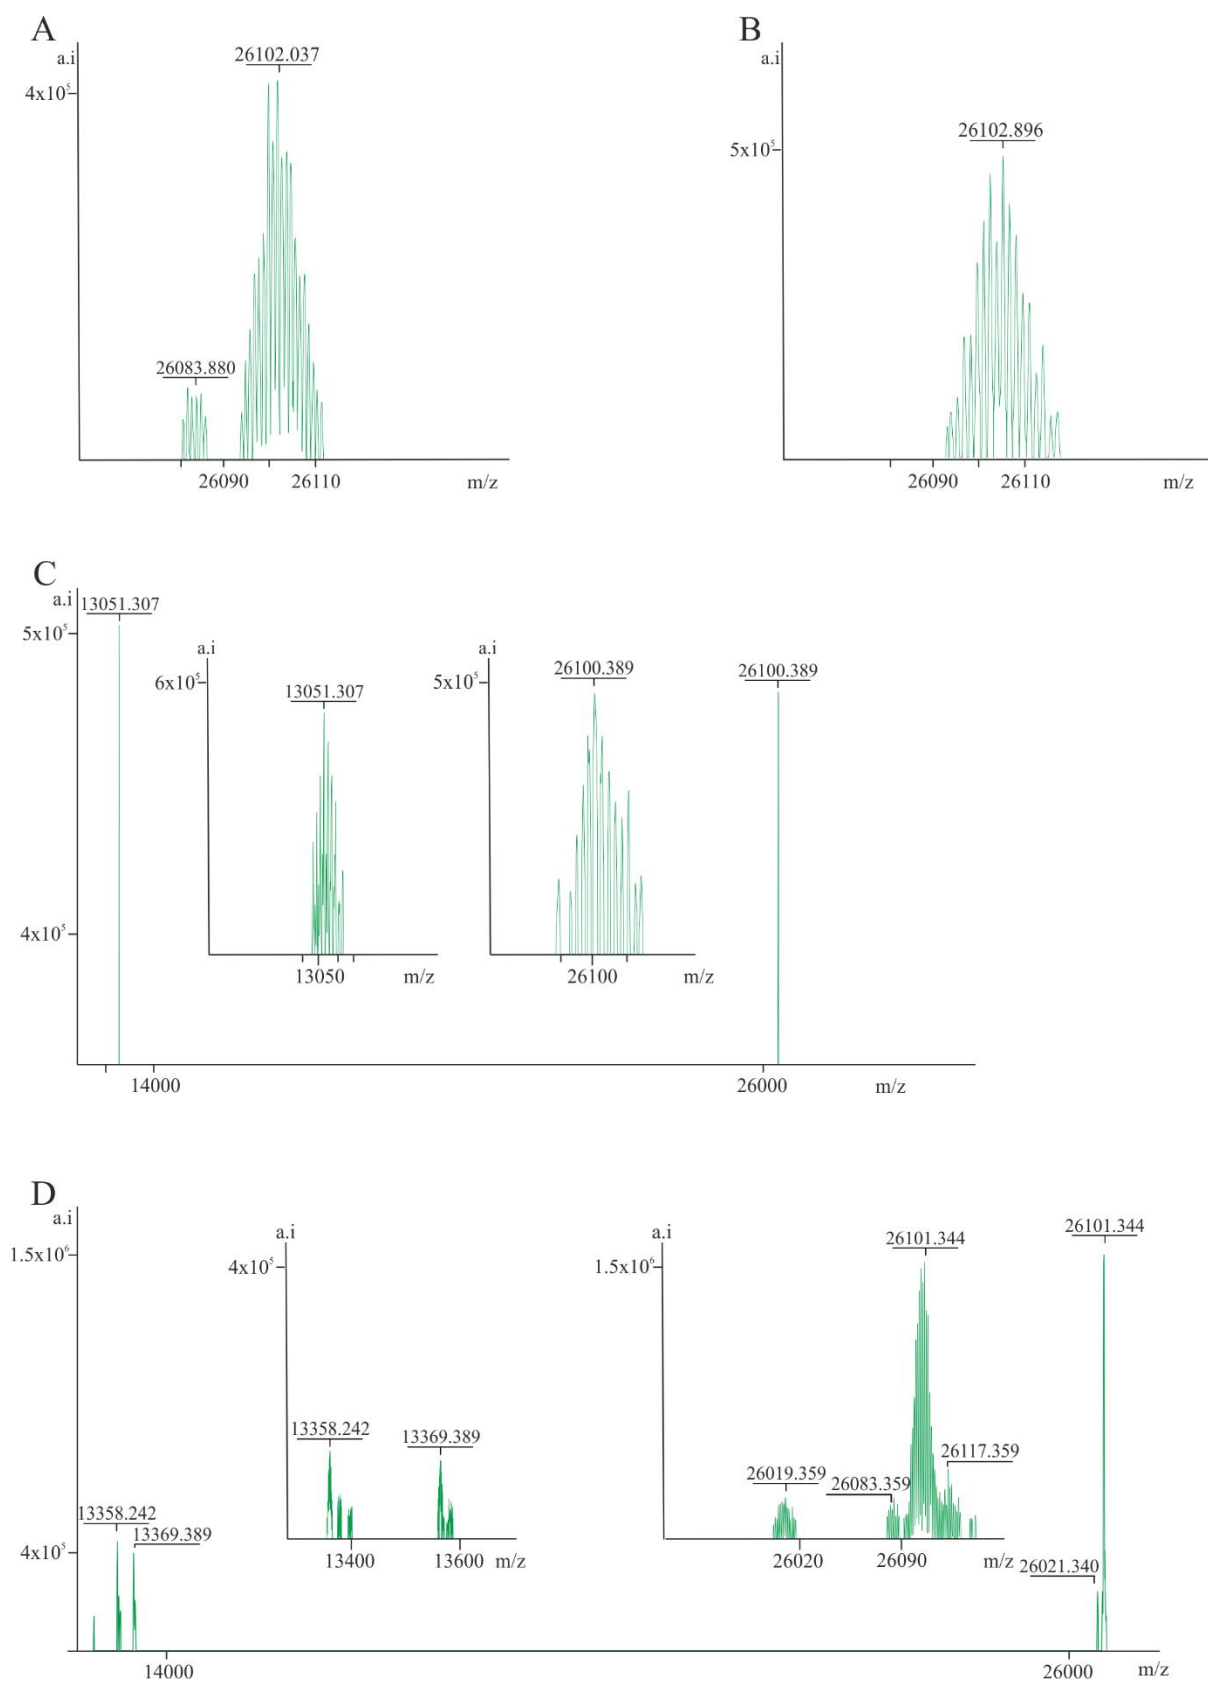 A
a.i
26102.037
4x10⁵
26083.880
26090 26110 m/z
B
a.i
26102.896
5x10⁵
26090 26110 m/z
C
a.i
13051.307
5x10⁵
4x10⁵
a.i
6x10⁵
13051.307
13050 m/z
a.i
5x10⁵
26100.389
26100 m/z
26100.389
14000 26000 m/z
D
a.i
1.5x10⁶
13358.242
13369.389
4x10⁵
a.i
4x10⁵
13358.242
13369.389
13400 13600 m/z
a.i
1.5x10⁶
26101.344
26117.359
26019.359
26083.359
26020 26090 m/z
26101.344
26021.340
14000 26000 m/z